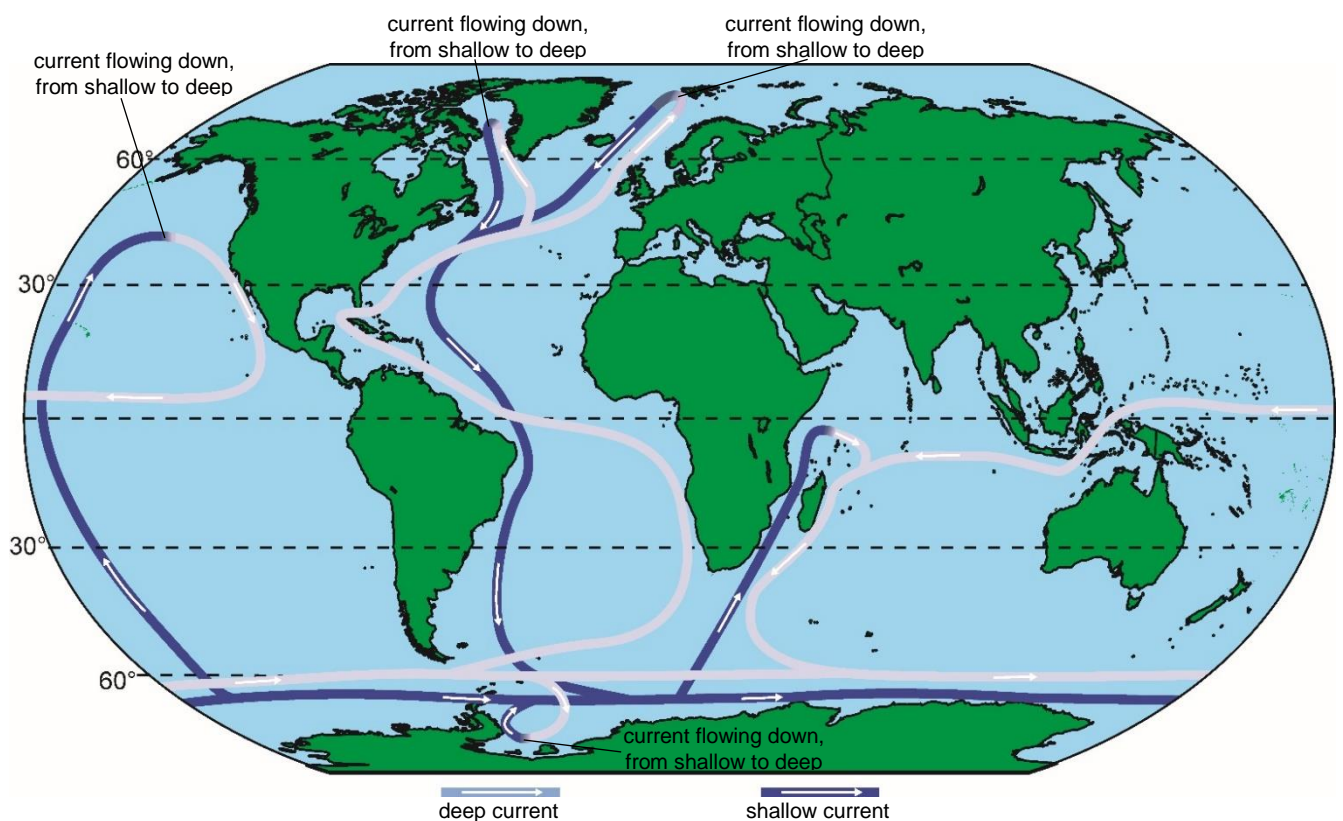 current flowing down,
from shallow to deep
current flowing down,
from shallow to deep
current flowing down,
from shallow to deep
60°
30°
30°
60°
current flowing down,
from shallow to deep
deep current
shallow current